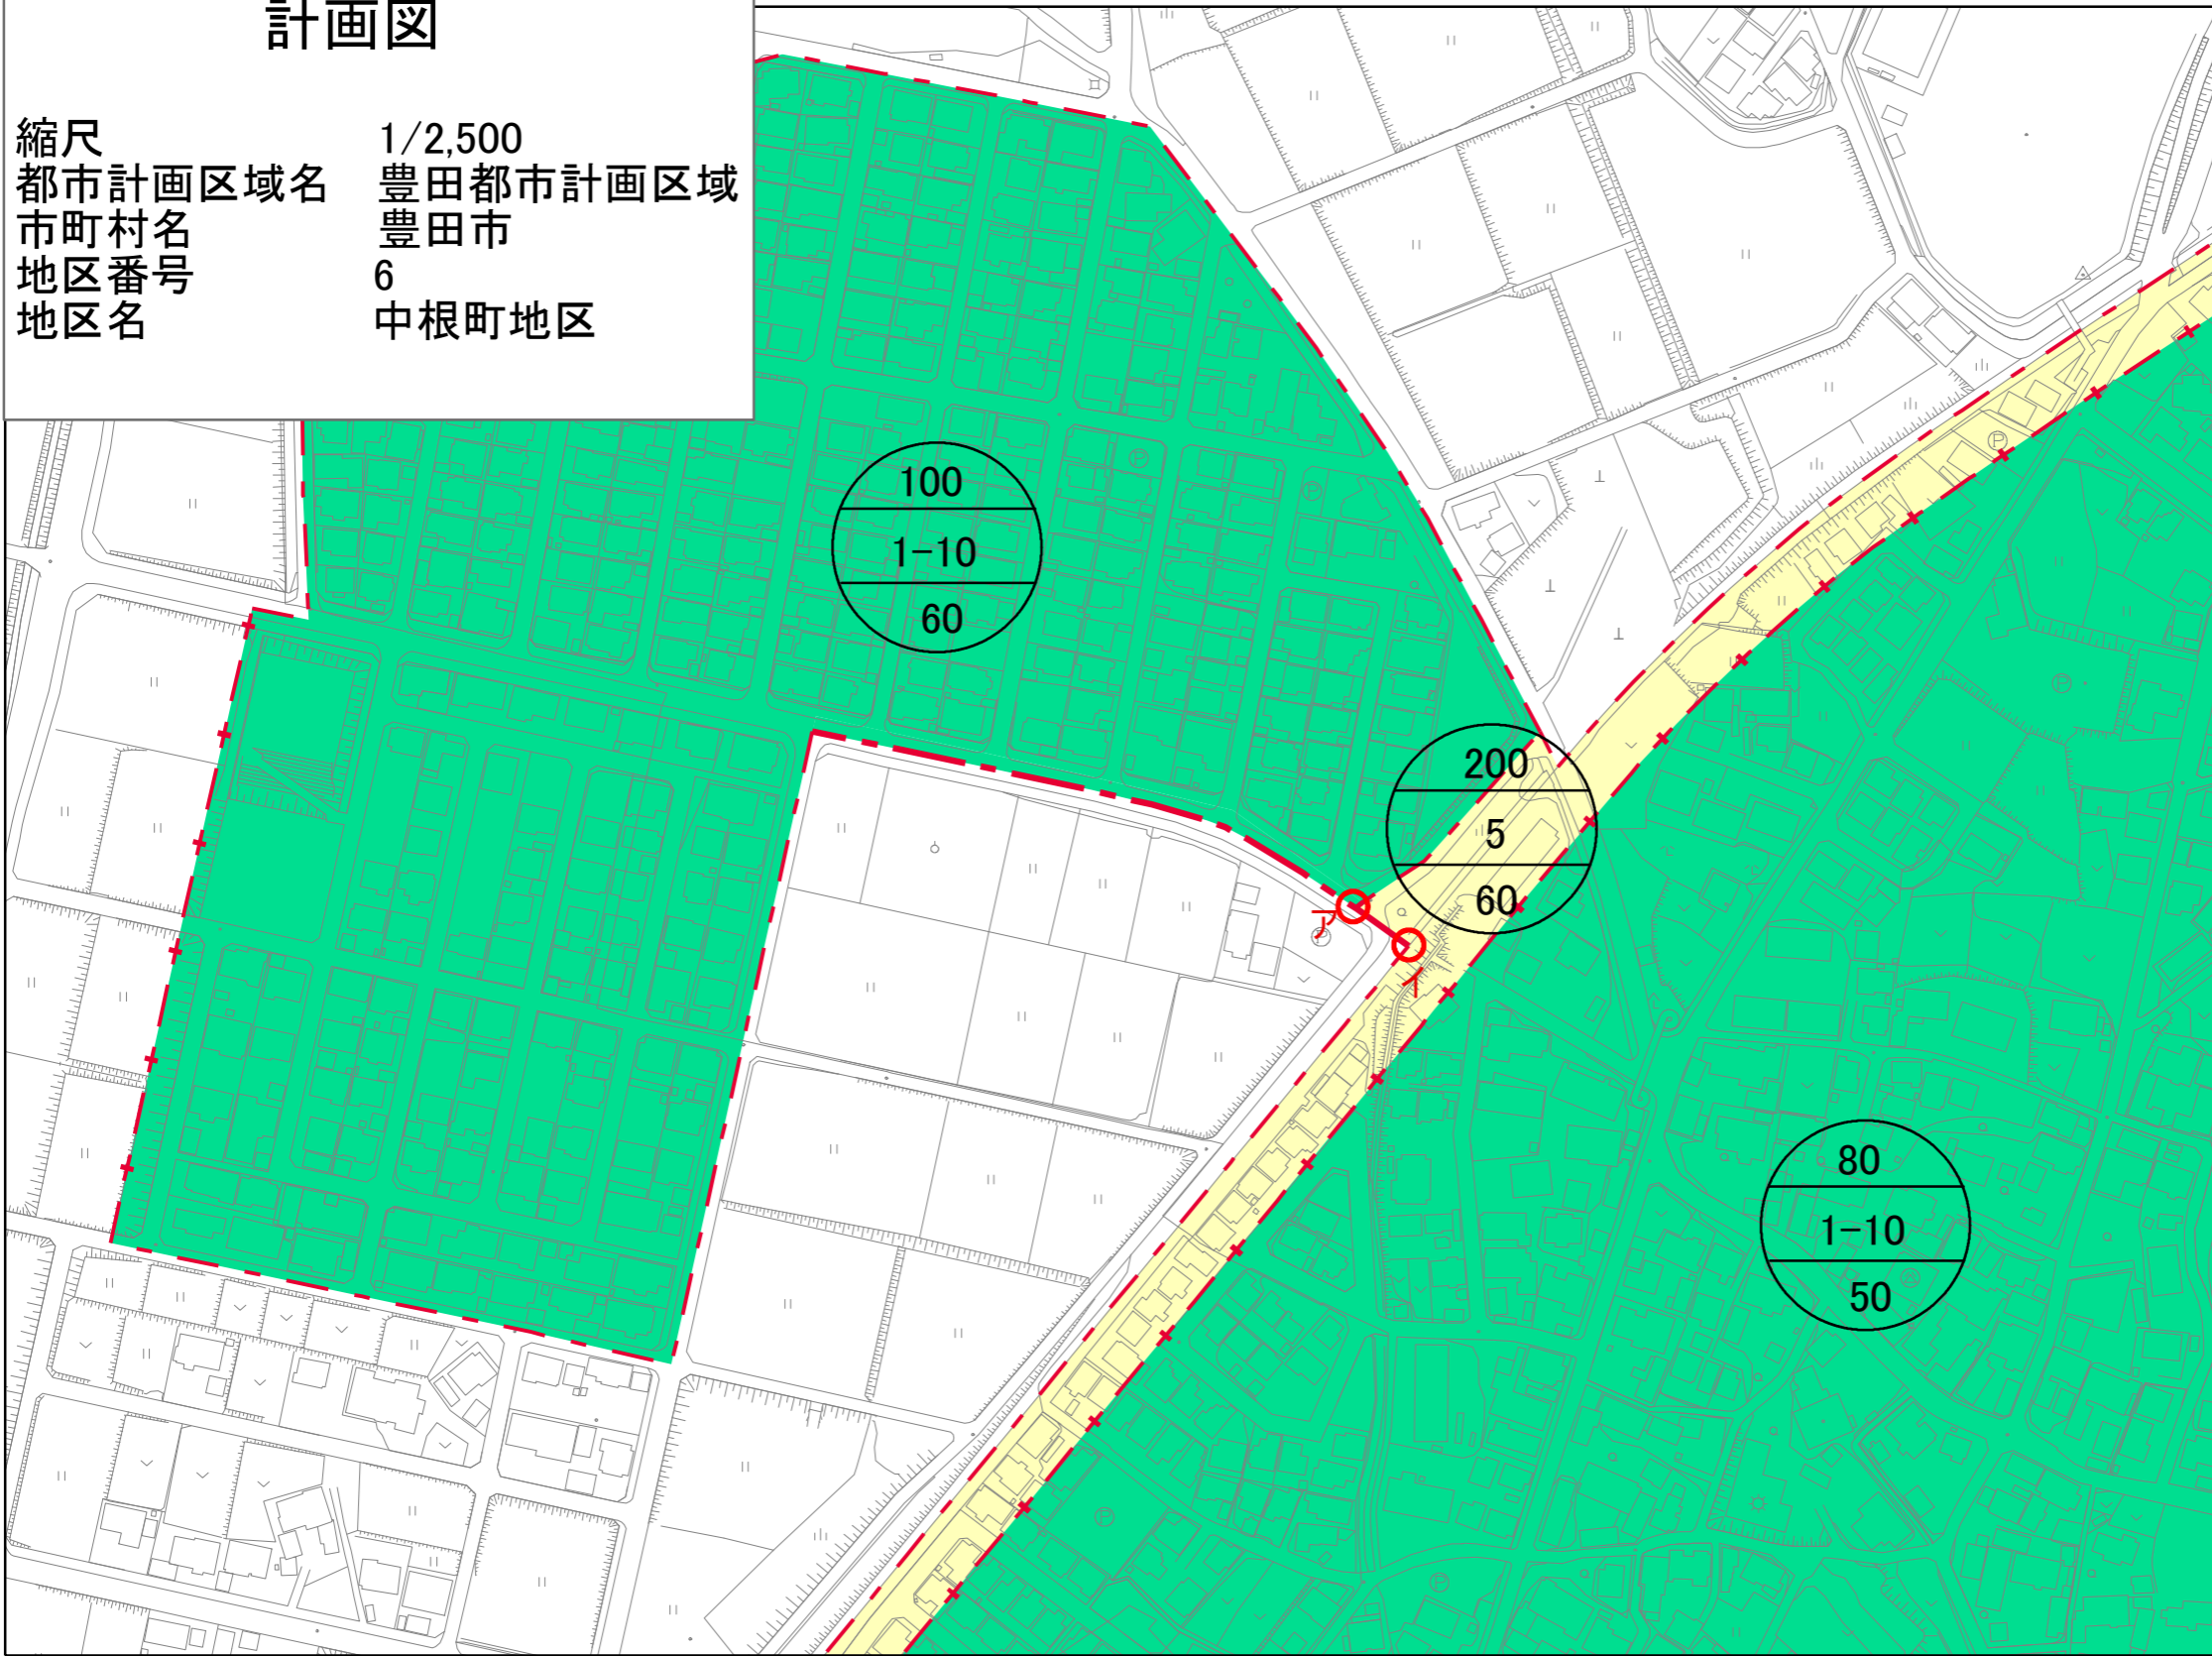 計画図
縮尺 1/2,500
都市計画区域名 豊田都市計画区域
市町村名 豊田市
地区番号 6
地区名 中根町地区
100
1-10
60
200
5
60
ア
イ
80
1-10
50